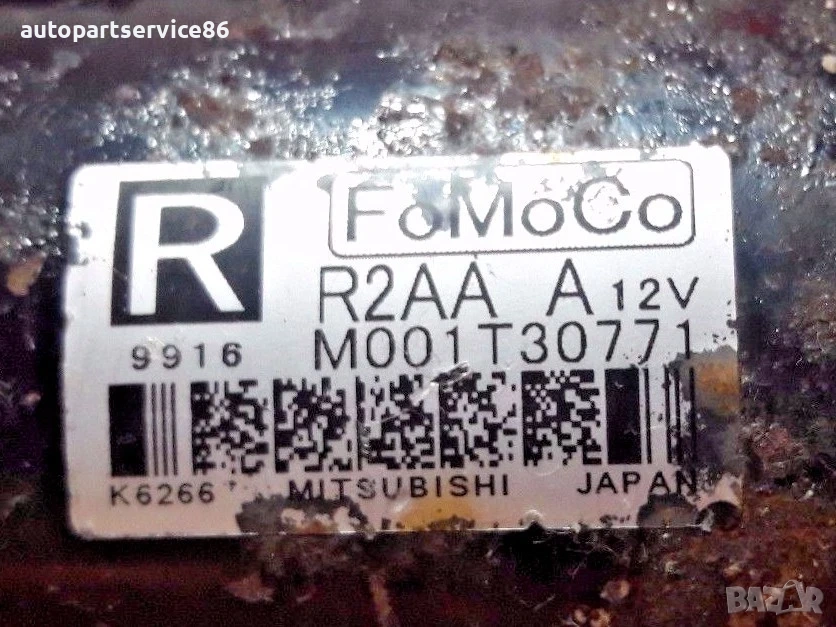 autopartservice86
R
FoMoCo
R2AA A 12V
9916
M001T30771
K6266
MITSUBISHI
JAPAN
BAZAR